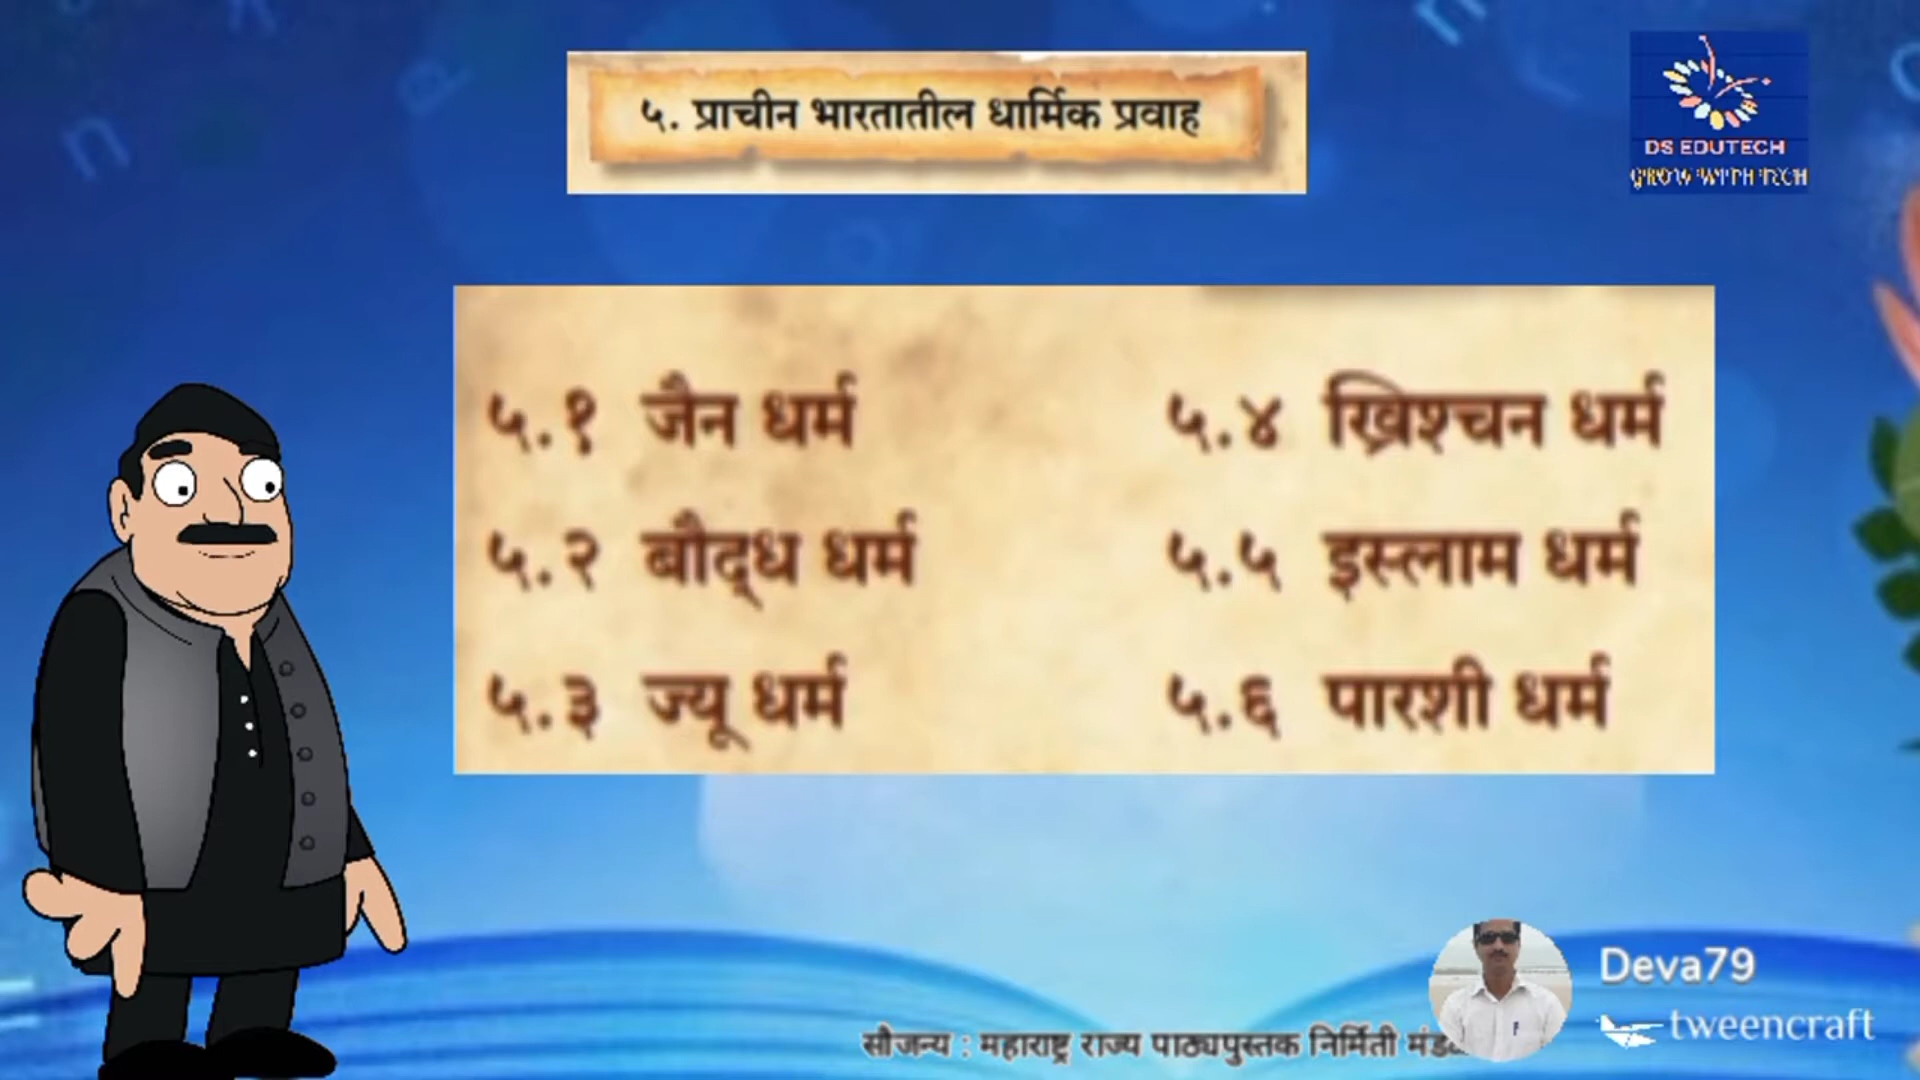 ५. प्राचीन भारतातील धार्मिक प्रवाह
DS EDUTECH
GROW WITH TECH
५.१ जैन धर्म
५.२ बौद्ध धर्म
५.३ ज्यू धर्म
५.४ ख्रिश्चन धर्म
५.५ इस्लाम धर्म
५.६ पारशी धर्म
Deva79
tweencraft
सौजन्य : महाराष्ट्र राज्य पाठ्यपुस्तक निर्मिती